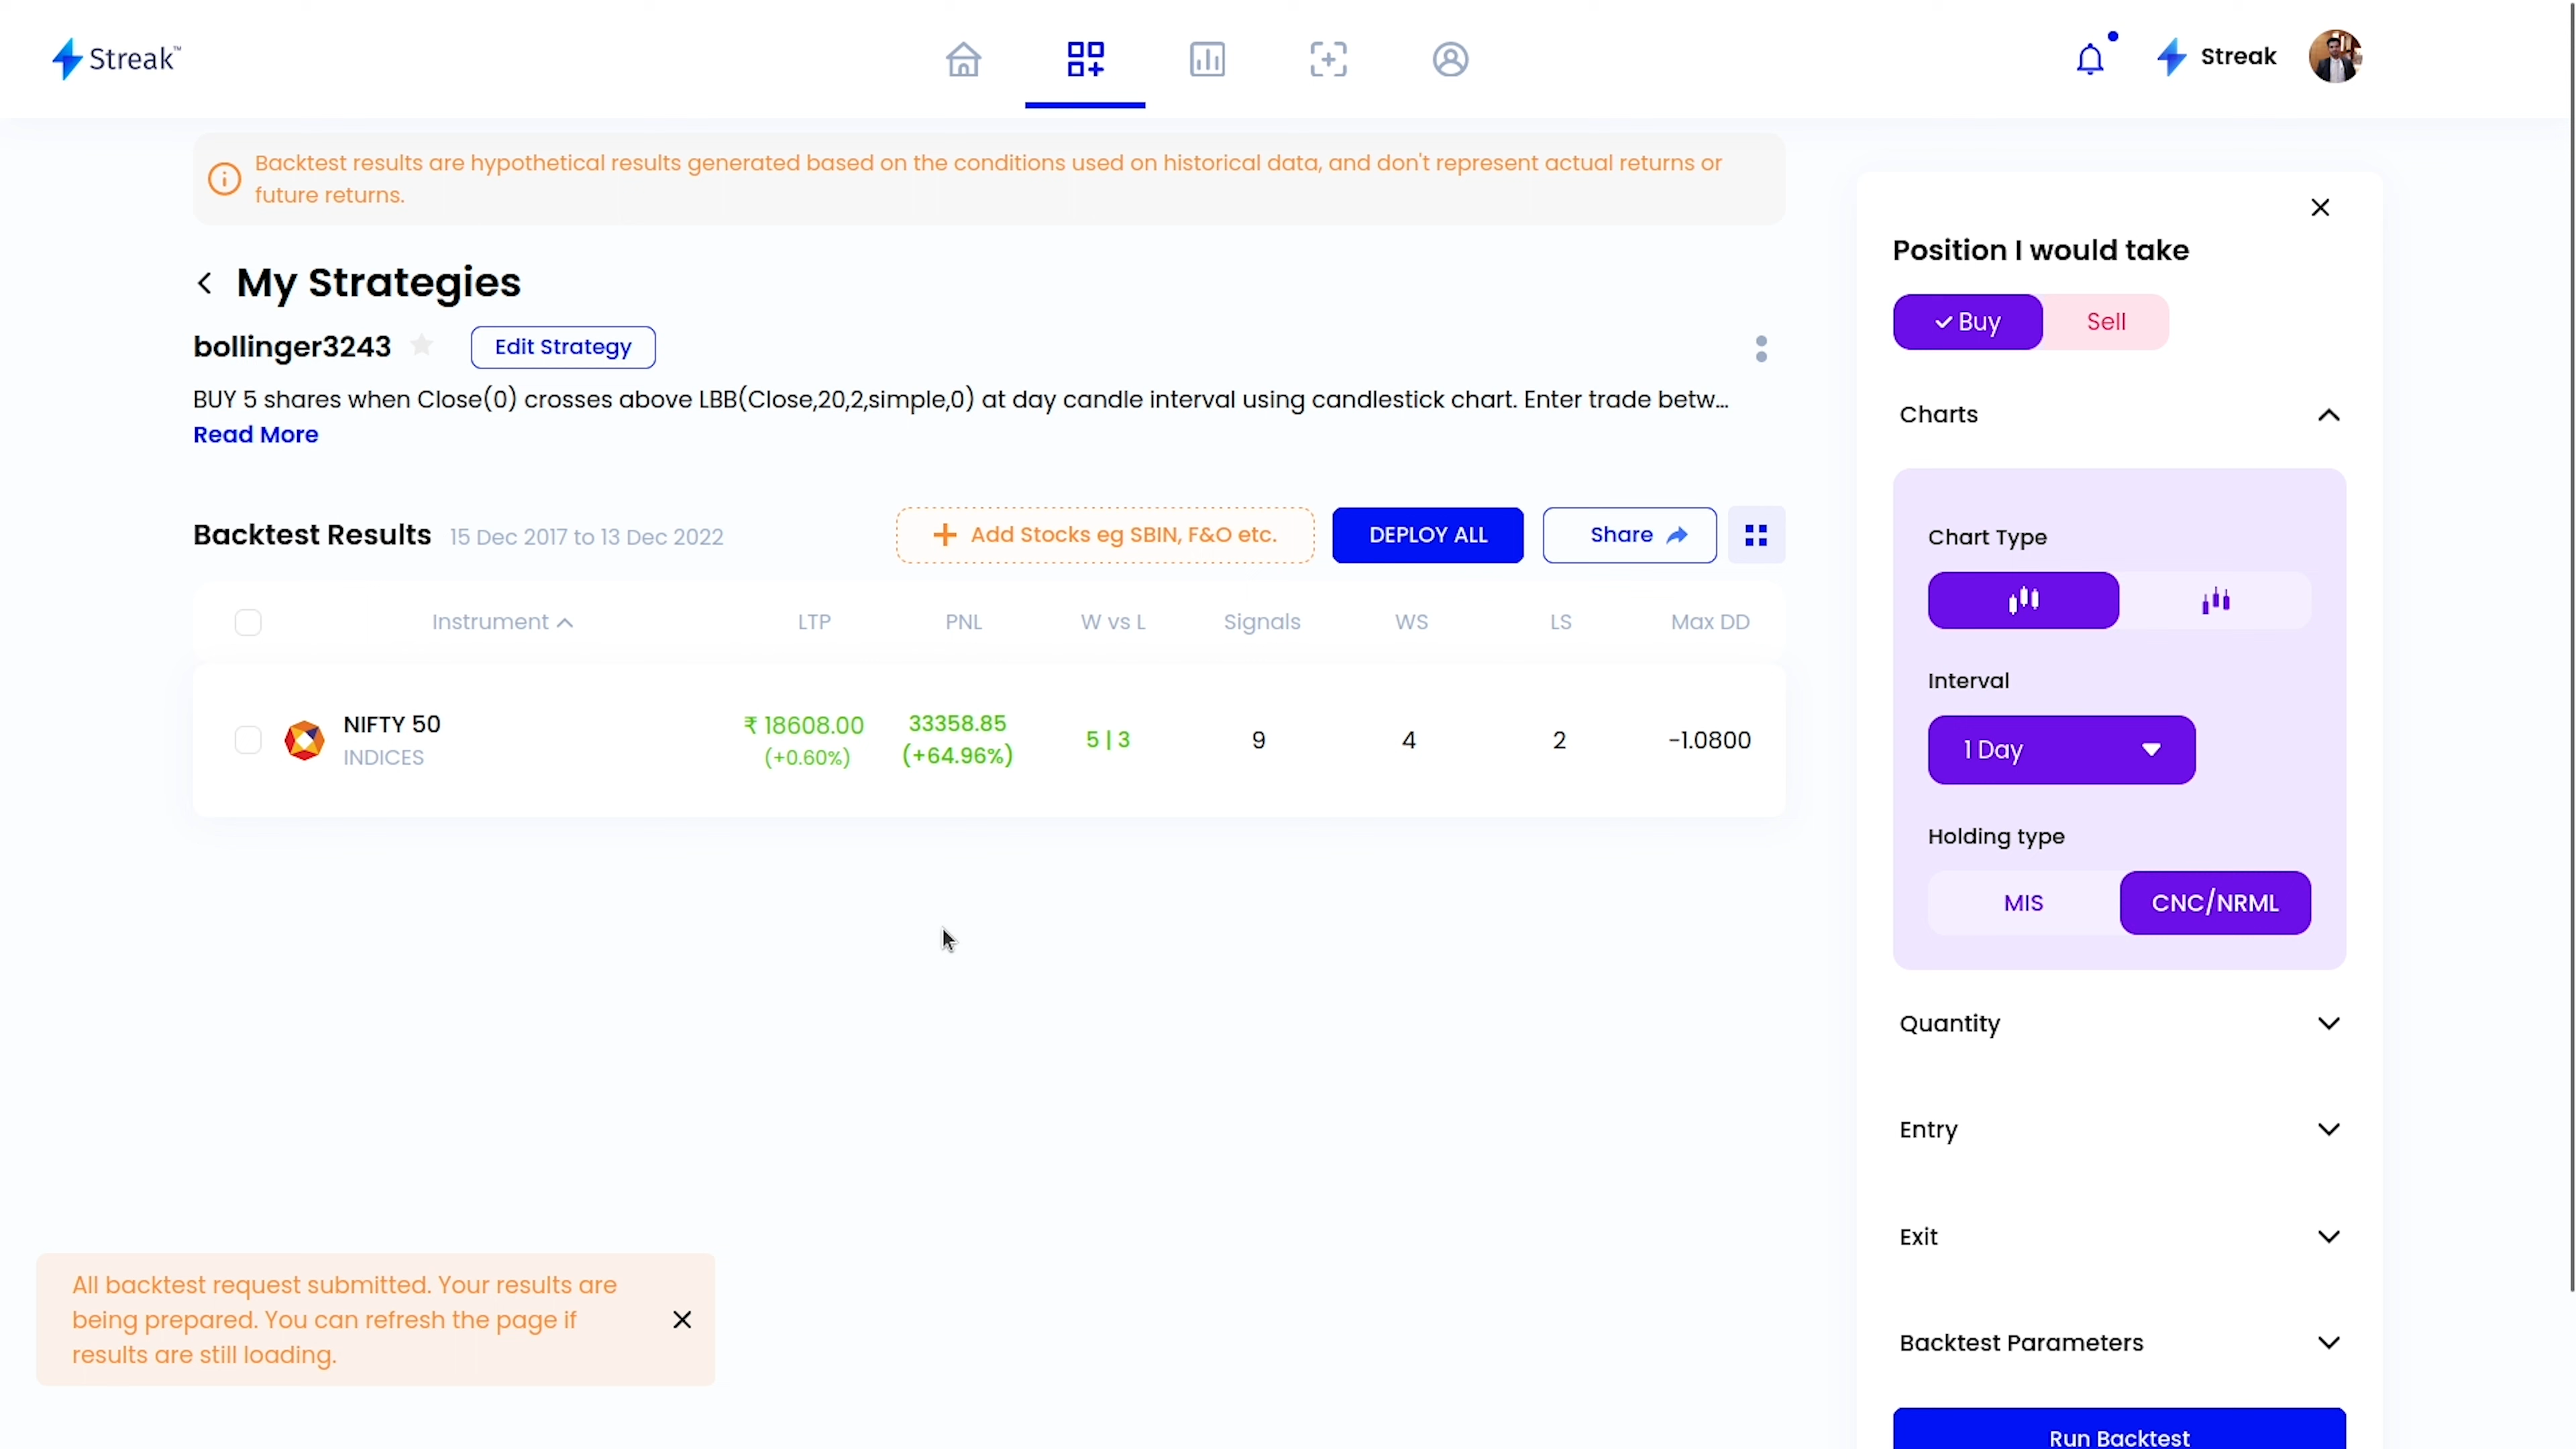 Streak™
Streak
Backtest results are hypothetical results generated based on the conditions used on historical data, and don't represent actual returns or
future returns.
My Strategies
bollinger3243
Edit Strategy
BUY 5 shares when Close(0) crosses above LBB(Close,20,2,simple,0) at day candle interval using candlestick chart. Enter trade betw...
Read More
Backtest Results 15 Dec 2017 to 13 Dec 2022
+ Add Stocks eg SBIN, F&O etc.
DEPLOY ALL
Share
Instrument LTP PNL W vs L Signals WS LS Max DD
NIFTY 50
INDICES
₹ 18608.00
(+0.60%)
33358.85
(+64.96%)
5 | 3
9
4
2
-1.0800
All backtest request submitted. Your results are
being prepared. You can refresh the page if
results are still loading.
Position I would take
Buy
Sell
Charts
Chart Type
Interval
1 Day
Holding type
MIS
CNC/NRML
Quantity
Entry
Exit
Backtest Parameters
Run Backtest